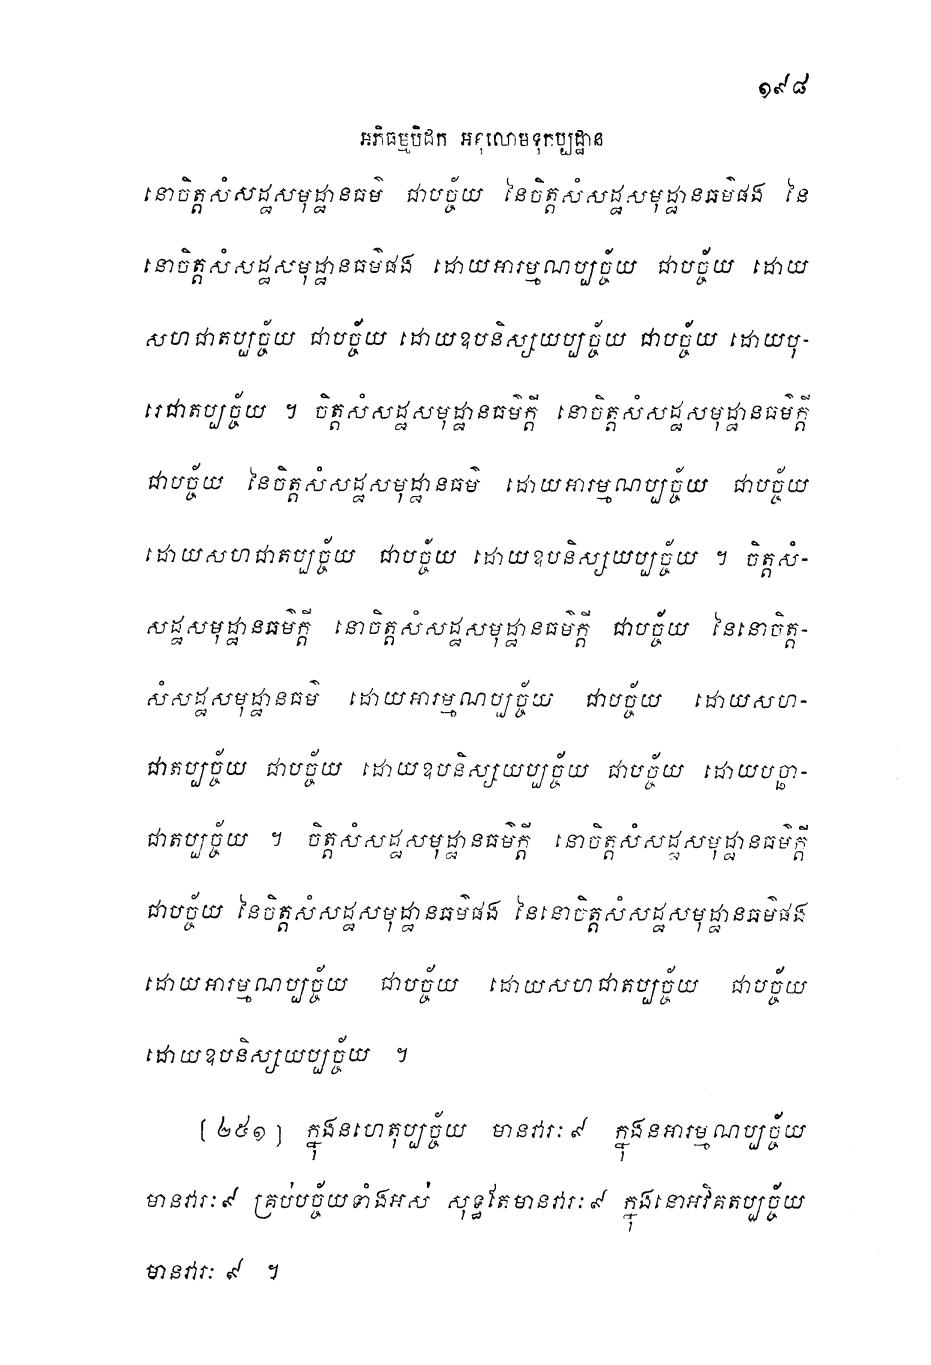 ១៩៨
អភិធម្មបិដក អនុលោមទុកប្បដ្ឋាន
នោចិត្តសំសដ្ឋសមុដ្ឋានធម៌ ជាបច្ច័យ នៃចិត្តសំសដ្ឋសមុដ្ឋានធម៌ផង នៃ
នោចិត្តសំសដ្ឋសមុដ្ឋានធម៌ផង ដោយអារម្មណប្បច្ច័យ ជាបច្ច័យ ដោយ
សហជាតប្បច្ច័យ ជាបច្ច័យ ដោយឧបនិស្សយប្បច្ច័យ ជាបច្ច័យ ដោយបុ-
រេជាតប្បច្ច័យ ។ ចិត្តសំសដ្ឋសមុដ្ឋានធម៌ក្តី នោចិត្តសំសដ្ឋសមុដ្ឋានធម៌ក្តី
ជាបច្ច័យ នៃចិត្តសំសដ្ឋសមុដ្ឋានធម៌ ដោយអារម្មណប្បច្ច័យ ជាបច្ច័យ
ដោយសហជាតប្បច្ច័យ ជាបច្ច័យ ដោយឧបនិស្សយប្បច្ច័យ ។ ចិត្តសំ-
សដ្ឋសមុដ្ឋានធម៌ក្តី នោចិត្តសំសដ្ឋសមុដ្ឋានធម៌ក្តី ជាបច្ច័យ នៃនោចិត្ត-
សំសដ្ឋសមុដ្ឋានធម៌ ដោយអារម្មណប្បច្ច័យ ជាបច្ច័យ ដោយសហ-
ជាតប្បច្ច័យ ជាបច្ច័យ ដោយឧបនិស្សយប្បច្ច័យ ជាបច្ច័យ ដោយបច្ឆា-
ជាតប្បច្ច័យ ។ ចិត្តសំសដ្ឋសមុដ្ឋានធម៌ក្តី នោចិត្តសំសដ្ឋសមុដ្ឋានធម៌ក្តី
ជាបច្ច័យ នៃចិត្តសំសដ្ឋសមុដ្ឋានធម៌ផង នៃនោចិត្តសំសដ្ឋសមុដ្ឋានធម៌ផង
ដោយអារម្មណប្បច្ច័យ ជាបច្ច័យ ដោយសហជាតប្បច្ច័យ ជាបច្ច័យ
ដោយឧបនិស្សយប្បច្ច័យ ។
[២៥១] ក្នុងនហេតុប្បច្ច័យ មានវារៈ ៩ ក្នុងនអារម្មណប្បច្ច័យ
មានវារៈ ៩ គ្រប់បច្ច័យទាំងអស់ សុទ្ធតែមានវារៈ ៩ ក្នុងនោអវិគតប្បច្ច័យ
មានវារៈ ៩ ។